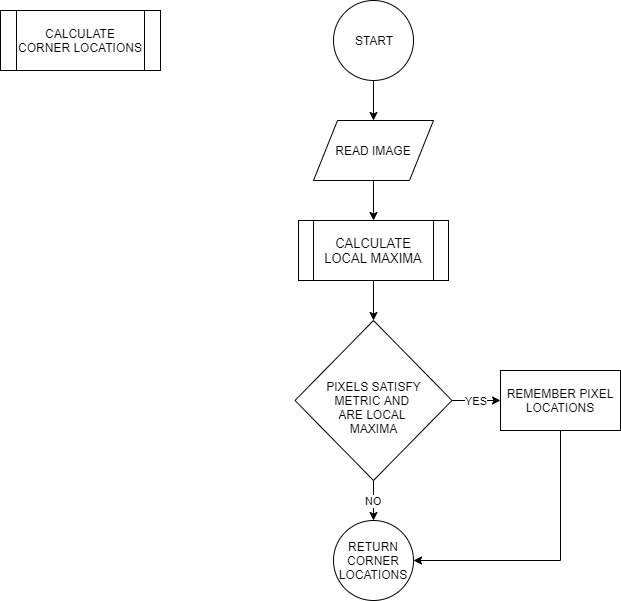 CALCULATE
CORNER LOCATIONS
START
READ IMAGE
CALCULATE
LOCAL MAXIMA
PIXELS SATISFY
METRIC AND
ARE LOCAL
MAXIMA
YES
REMEMBER PIXEL
LOCATIONS
NO
RETURN
CORNER
LOCATIONS